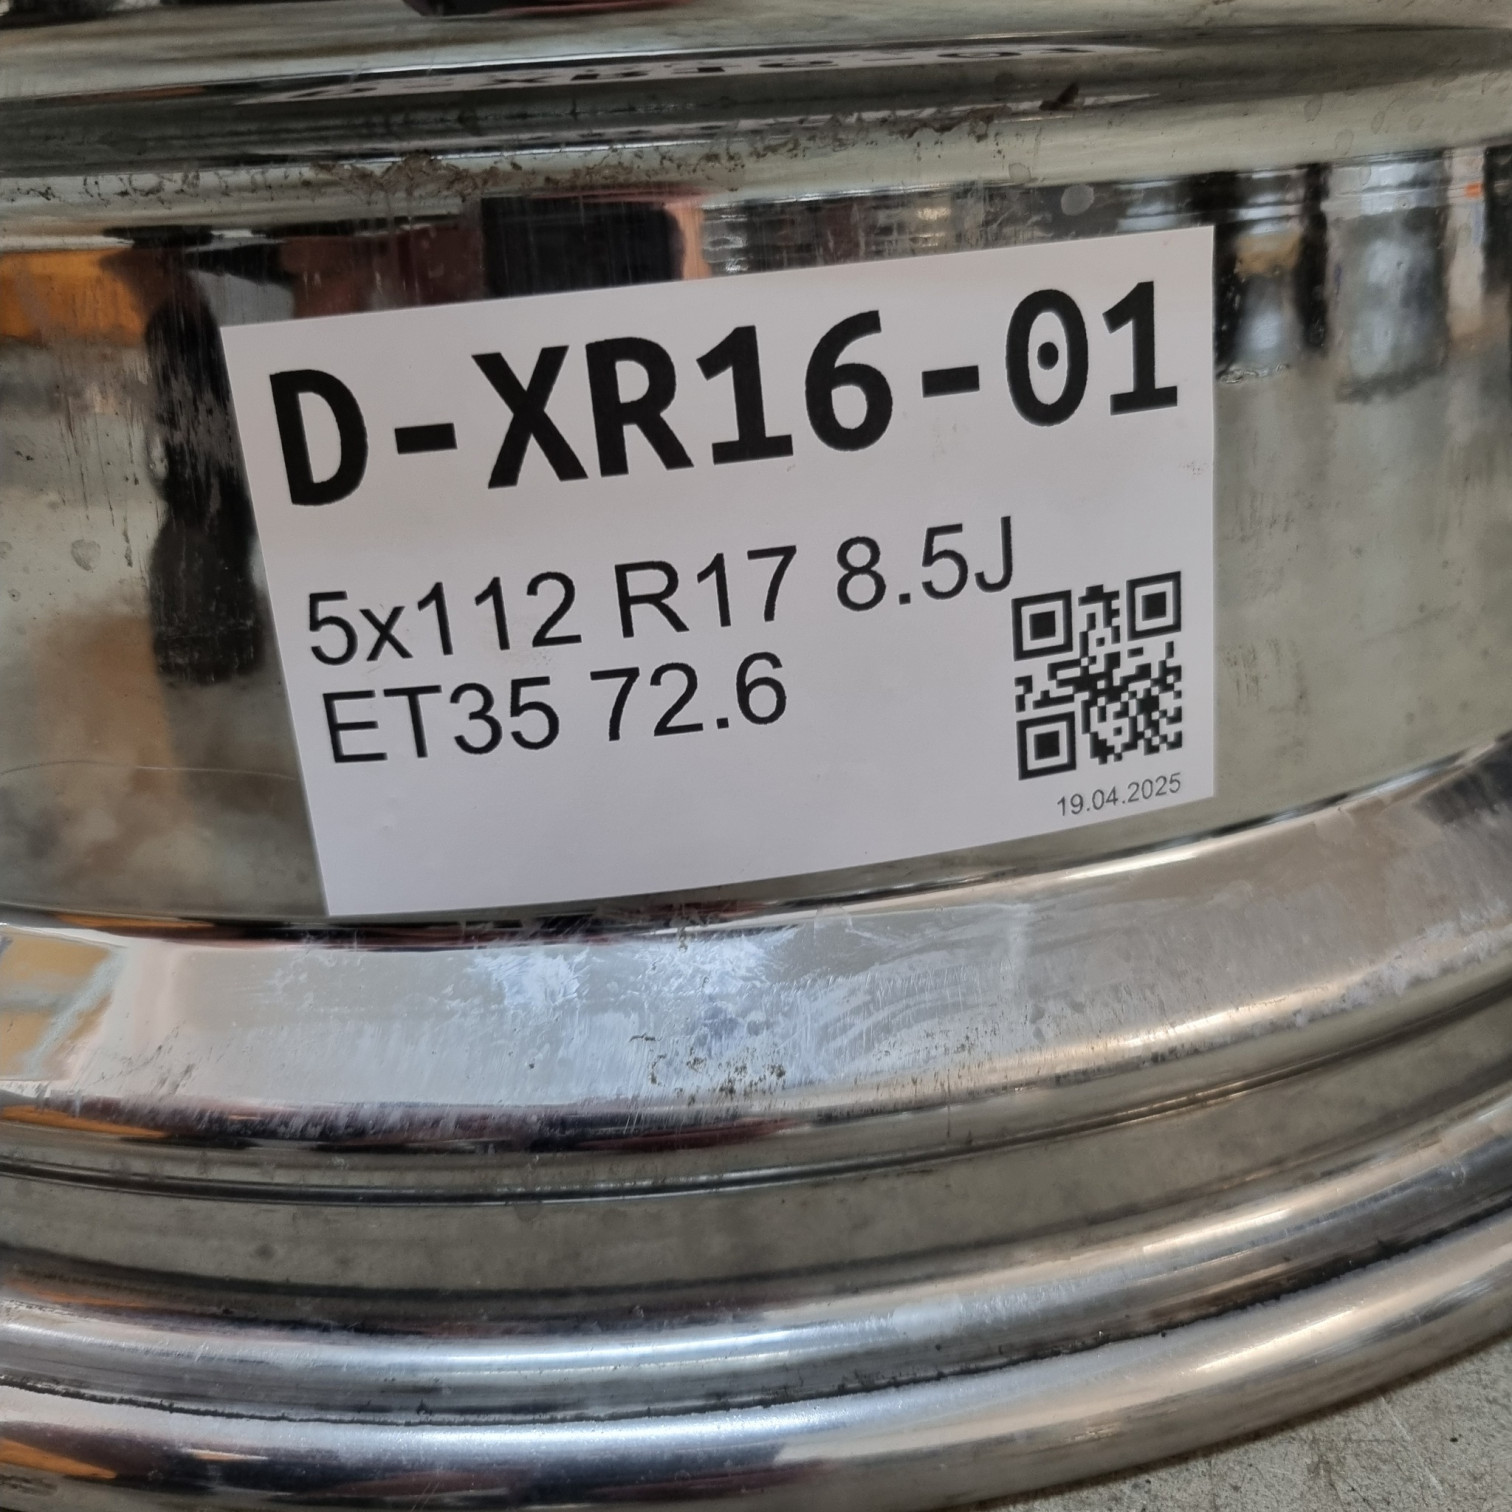 D-XR16-01
5x112 R17 8.5J
ET35 72.6
19.04.2025